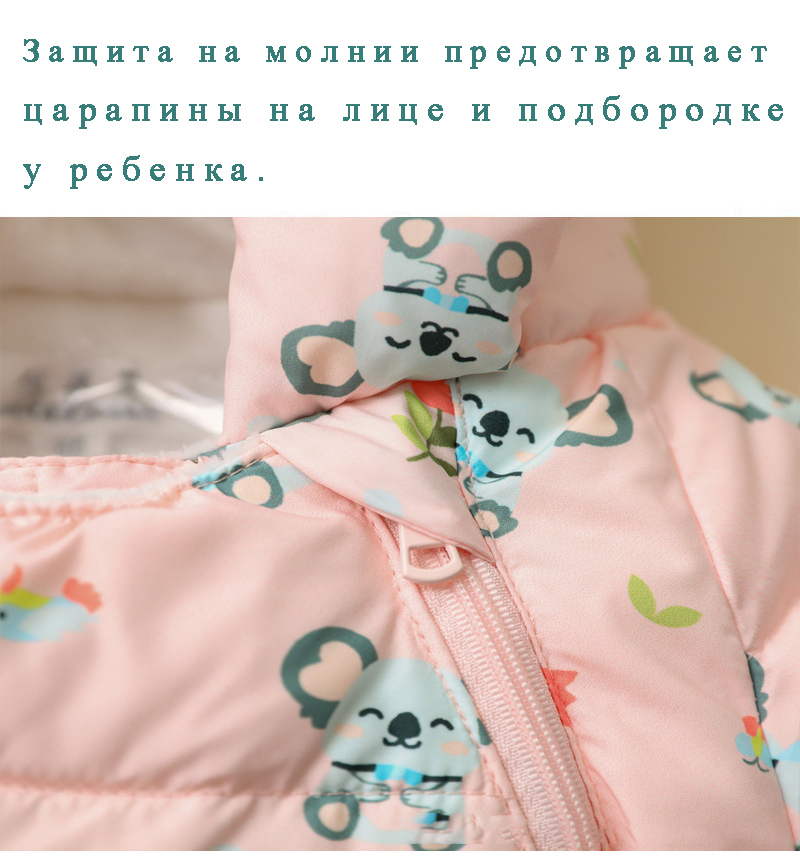 Защита на молнии предотвращает
царапины на лице и подбородке
у ребенка.